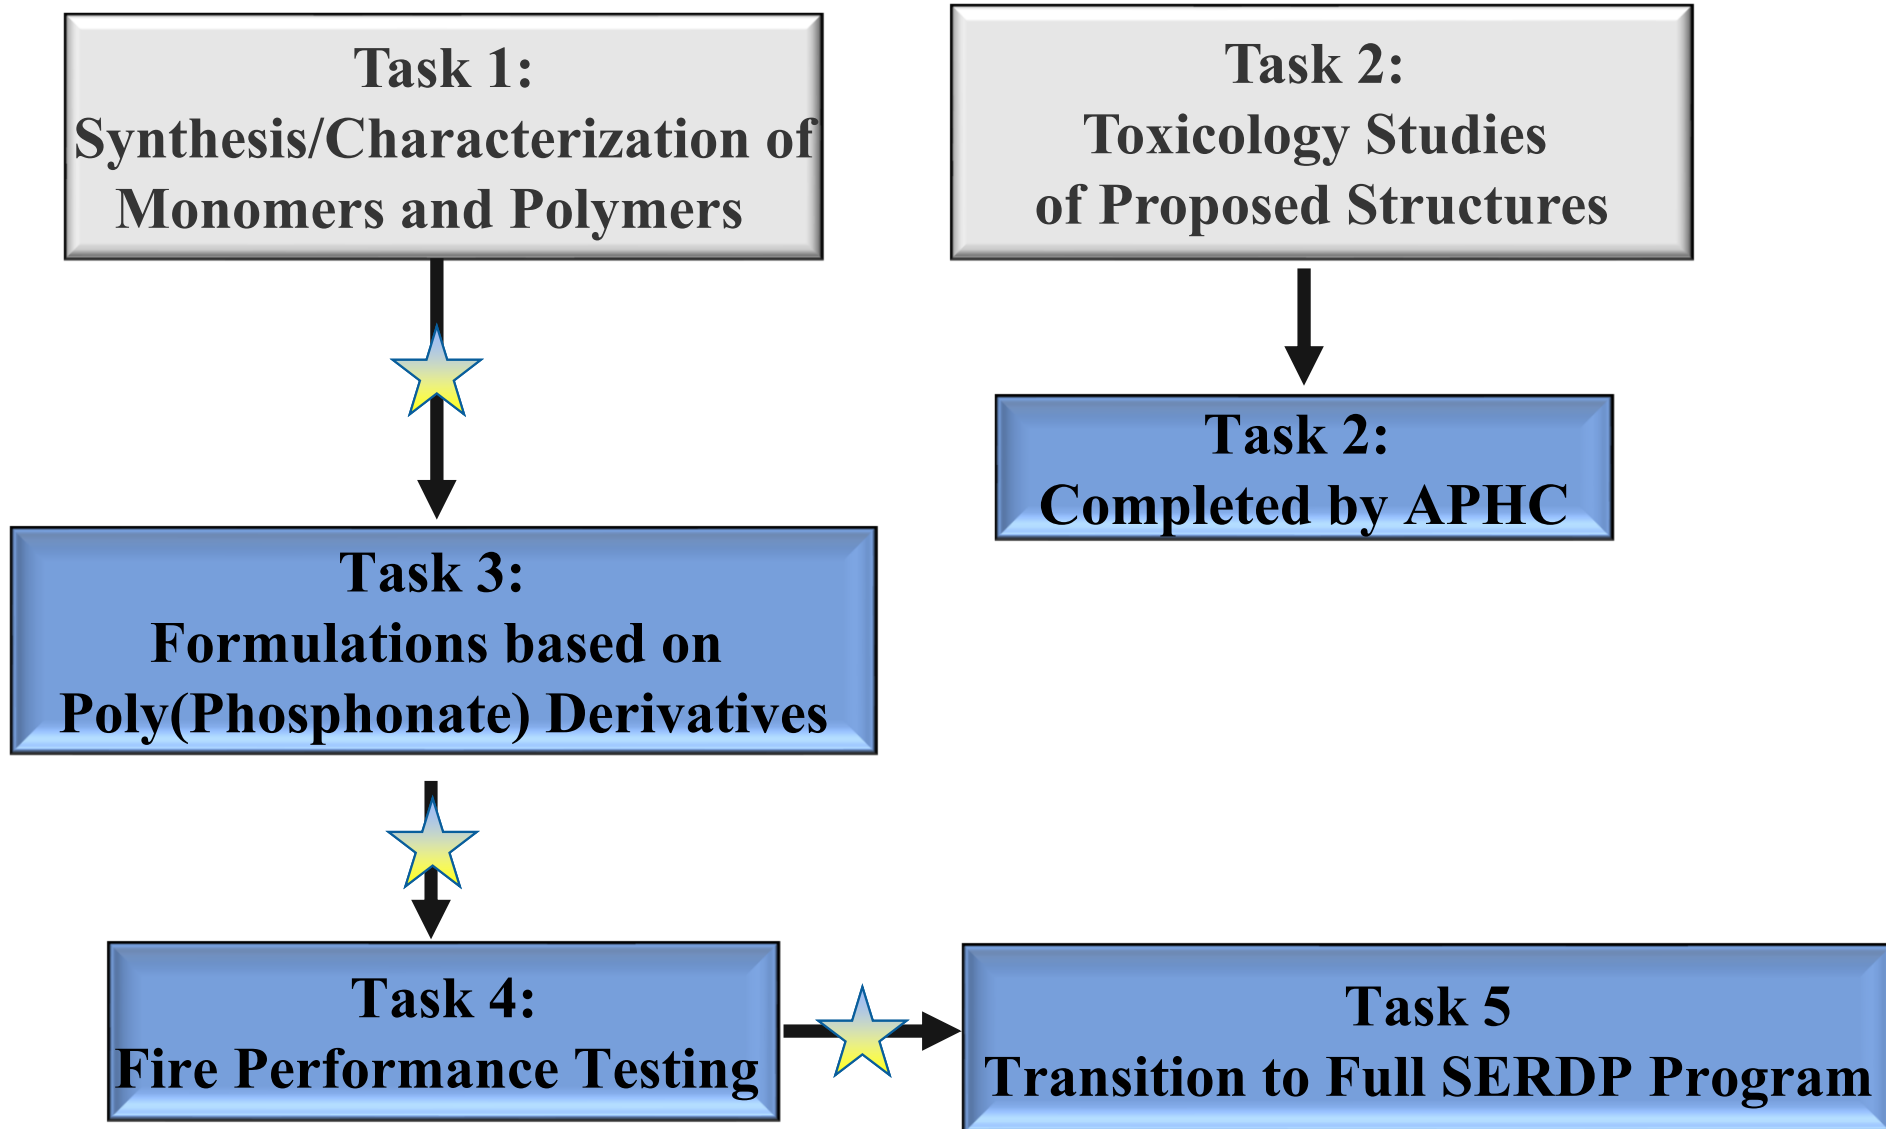 Task 1:
Synthesis/Characterization of
Monomers and Polymers
Task 2:
Toxicology Studies
of Proposed Structures
Task 2:
Completed by APHC
Task 3:
Formulations based on
Poly(Phosphonate) Derivatives
Task 4:
Fire Performance Testing
Task 5
Transition to Full SERDP Program